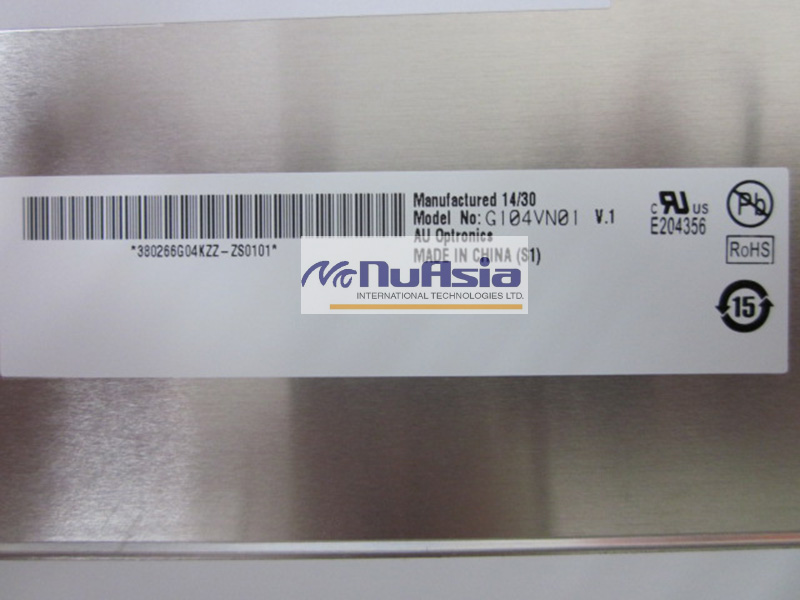 Manufactured 14/30
Model No: G104VN01 V.1
AU Optronics
MADE IN CHINA (S1)
*380266G04KZZ-ZS0101*
c RU US
E204356
Pb
RoHS
15
NuAsia
INTERNATIONAL TECHNOLOGIES LTD.